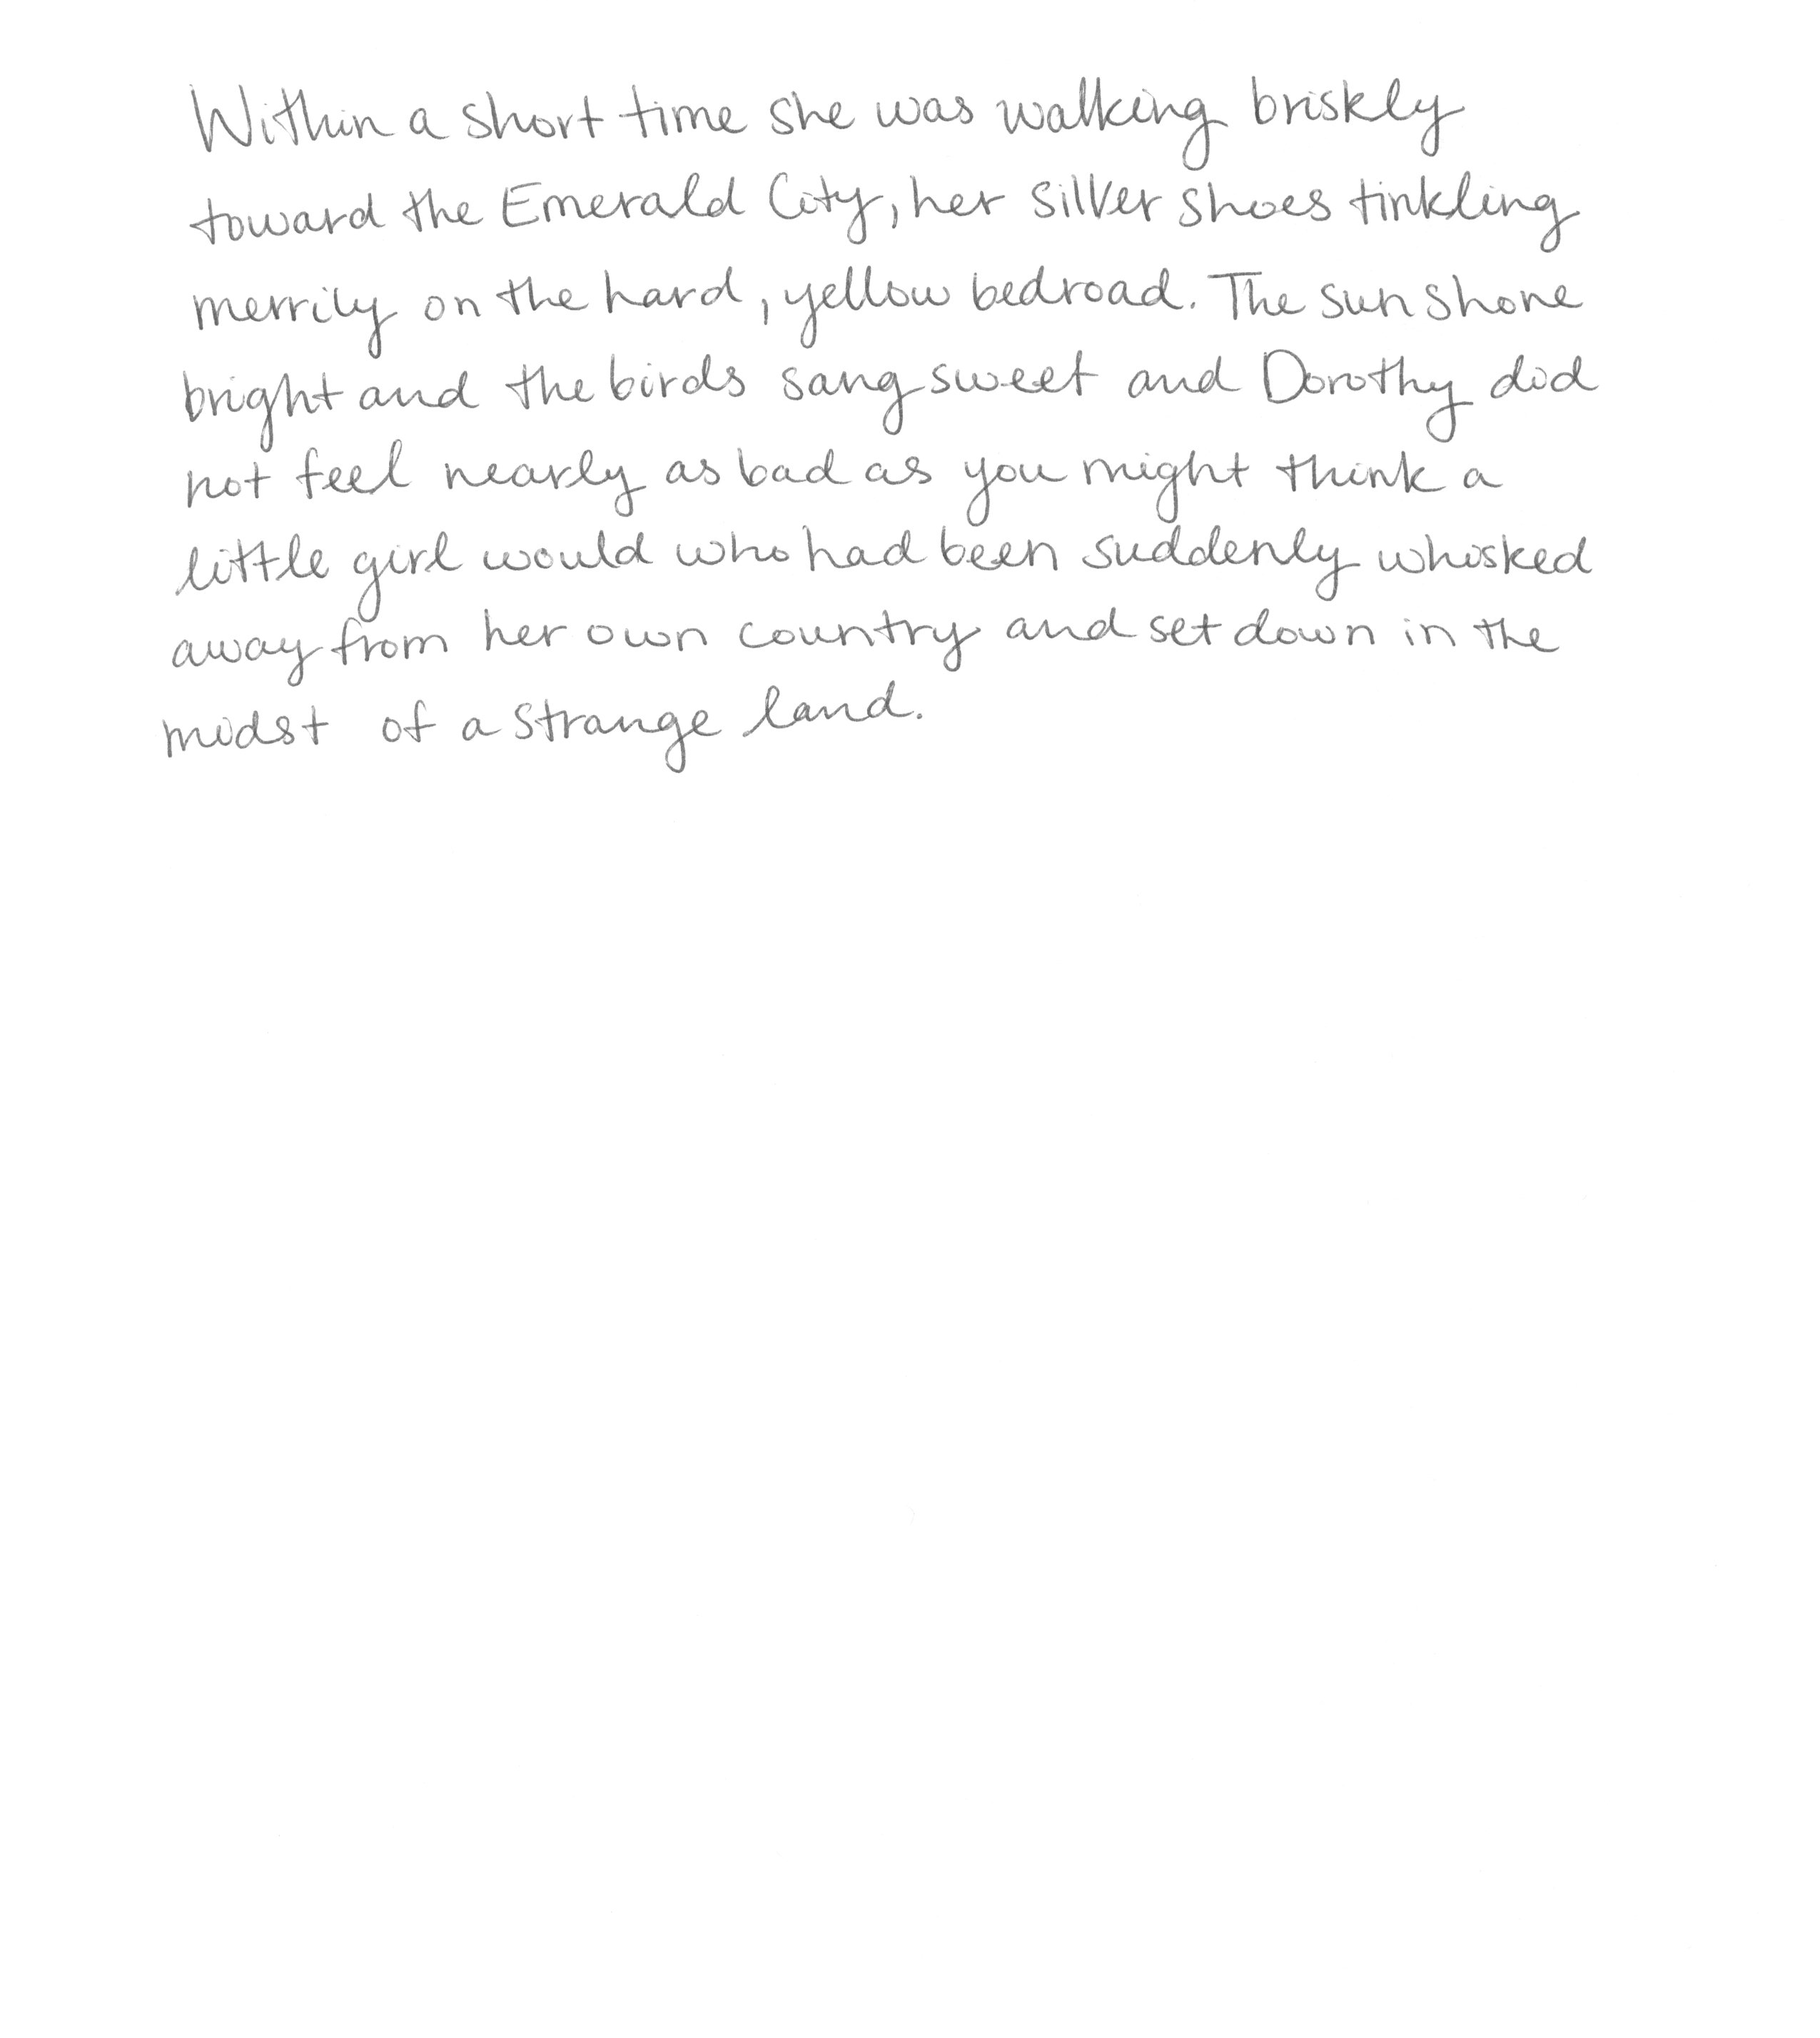 Within a short time she was walking briskly
toward the Emerald City, her silver shoes tinkling
merrily on the hard, yellow bedroad. The sun shone
bright and the birds sang sweet and Dorothy did
not feel nearly as bad as you might think a
little girl would who had been suddenly whisked
away from her own country and set down in the
midst of a strange land.